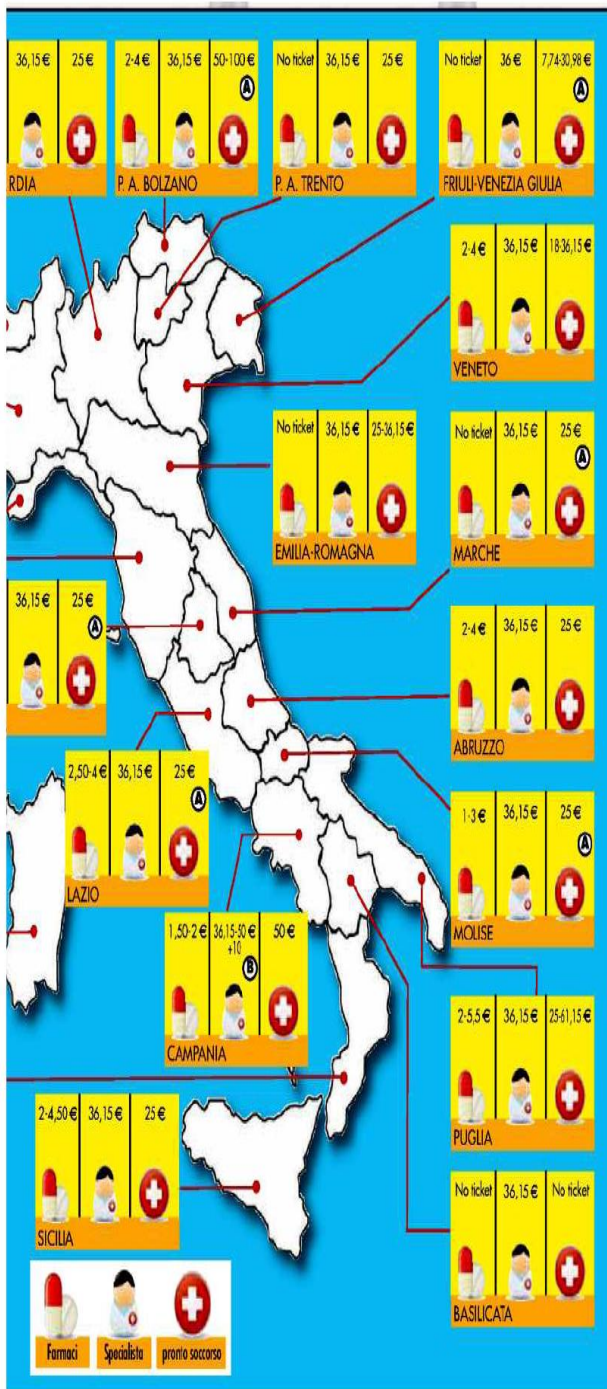 36,15 € 25 €
RDIA
2-4 € 36,15 € 50-100 €
A
P. A. BOLZANO
No ticket 36,15 € 25 €
P. A. TRENTO
No ticket 36 € 7,74-30,98 €
A
FRIULI-VENEZIA GIULIA
2-4 € 36,15 € 18-36,15 €
VENETO
No ticket 36,15 € 25-36,15 €
EMILIA-ROMAGNA
No ticket 36,15 € 25 €
A
MARCHE
36,15 € 25 €
A
2-4 € 36,15 € 25 €
ABRUZZO
2,50-4 € 36,15 € 25 €
A
LAZIO
1-3 € 36,15 € 25 €
A
MOLISE
1,50-2 € 36,15-50 € 50 €
+10
B
CAMPANIA
2-5,5 € 36,15 € 25-61,15 €
PUGLIA
2-4,50 € 36,15 € 25 €
SICILIA
No ticket 36,15 € No ticket
BASILICATA
Farmaci Specialista pronto soccorso